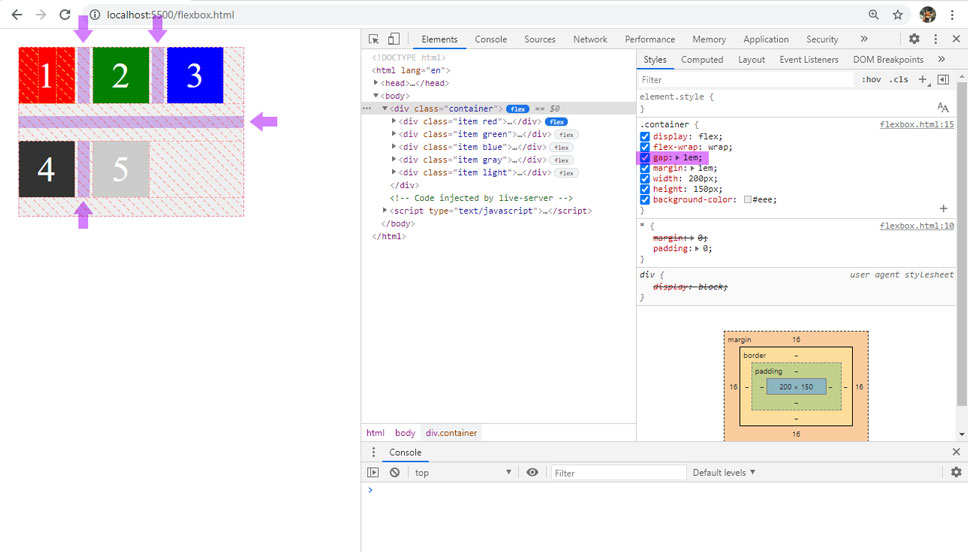 localhost:5500/flexbox.html
Elements Console Sources Network Performance Memory Application Security »
1 2 3
4 5
<!DOCTYPE html>
<html lang="en">
▶<head>…</head>
▼<body>
… ▼<div class="container"> flex == $0
▶<div class="item red">…</div> flex
▶<div class="item green">…</div> flex
▶<div class="item blue">…</div> flex
▶<div class="item gray">…</div> flex
▶<div class="item light">…</div> flex
</div>
<!-- Code injected by live-server -->
▶<script type="text/javascript">…</script>
</body>
</html>
html body div.container
Styles Computed Layout Event Listeners DOM Breakpoints »
Filter :hov .cls +
element.style {
}
AA
.container { flexbox.html:15
display: flex;
flex-wrap: wrap;
gap:▶ 1em;
margin:▶ 1em;
width: 200px;
height: 150px;
background-color: #eee;
}
+
* { flexbox.html:10
margin:▶ 0;
padding:▶ 0;
}
div { user agent stylesheet
display: block;
}
margin 16
border –
padding –
16 – – 200 × 150 – – 16
–
–
16
Console
top ▼ Filter Default levels ▼
>